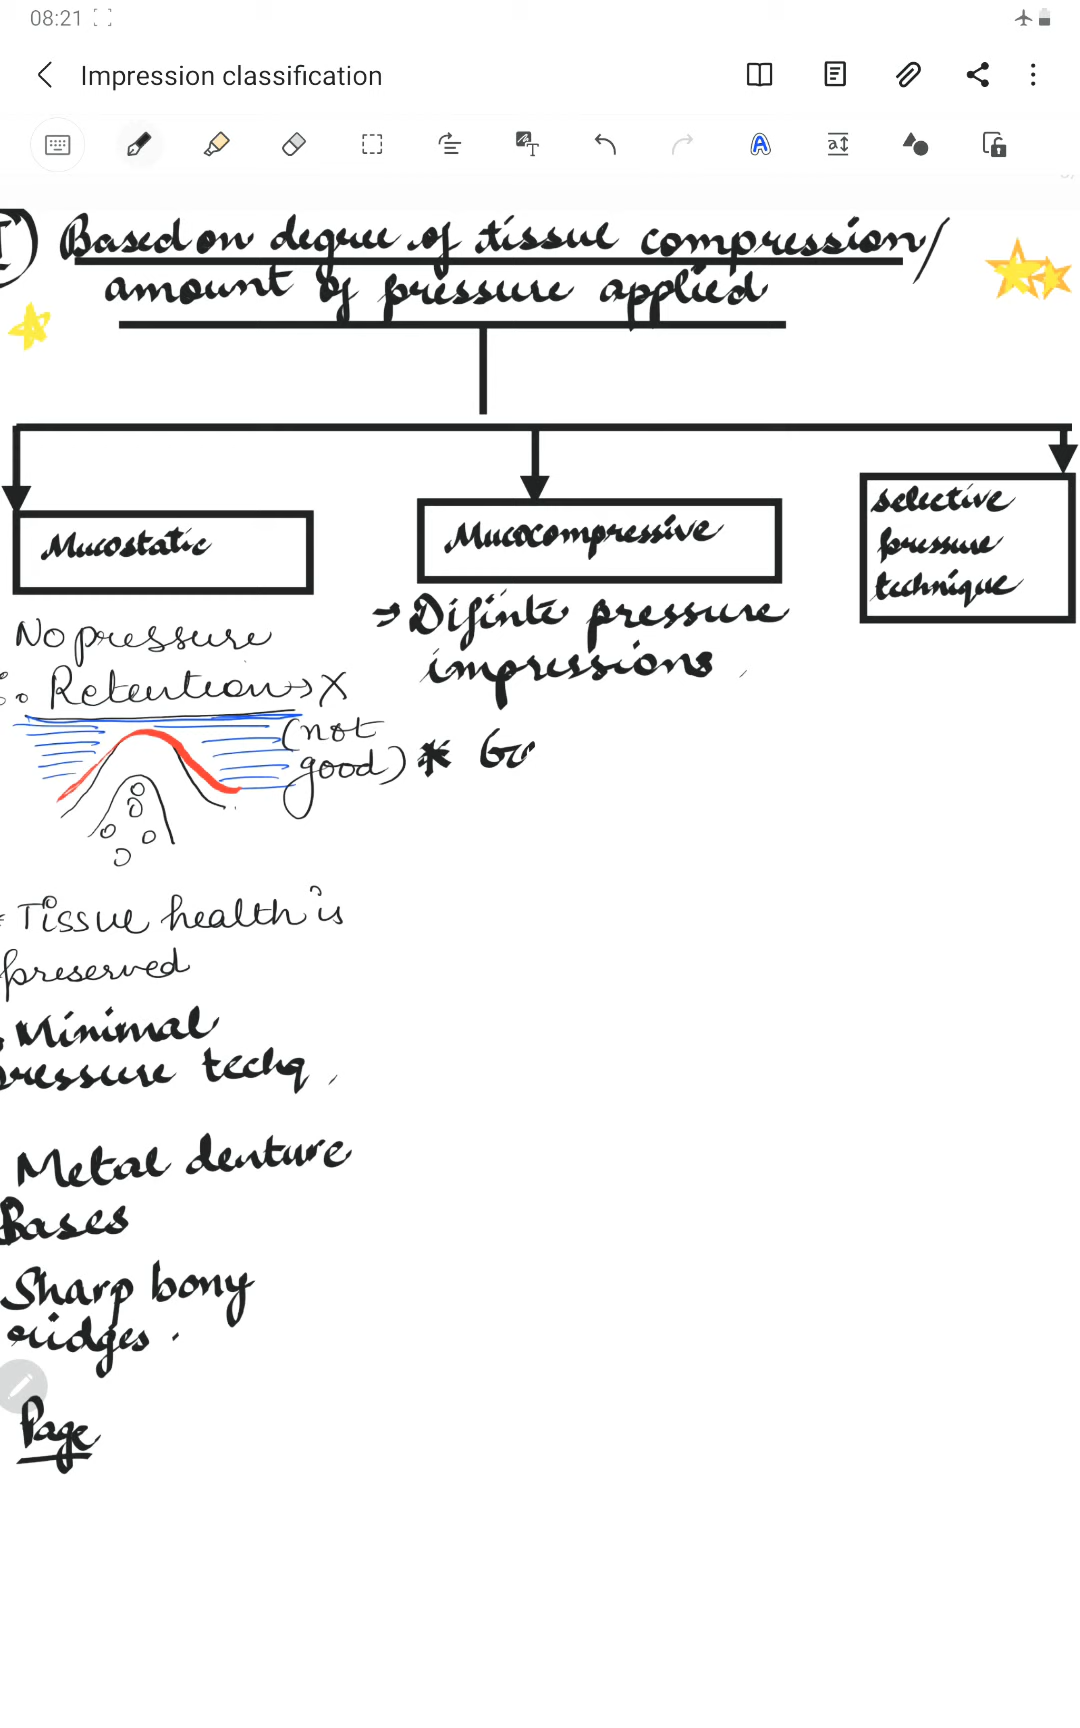 08:21
Impression classification
I) Based on degree of tissue compression/
amount of pressure applied
Mucostatic
Mucocompressive
selective
pressure
technique
No pressure
∴ Retention → X
(not
good)
→ Difinte pressure
impressions
* Go
Tissue health is
preserved
Minimal
pressure techq.
Metal denture
Bases
Sharp bony
ridges.
Page